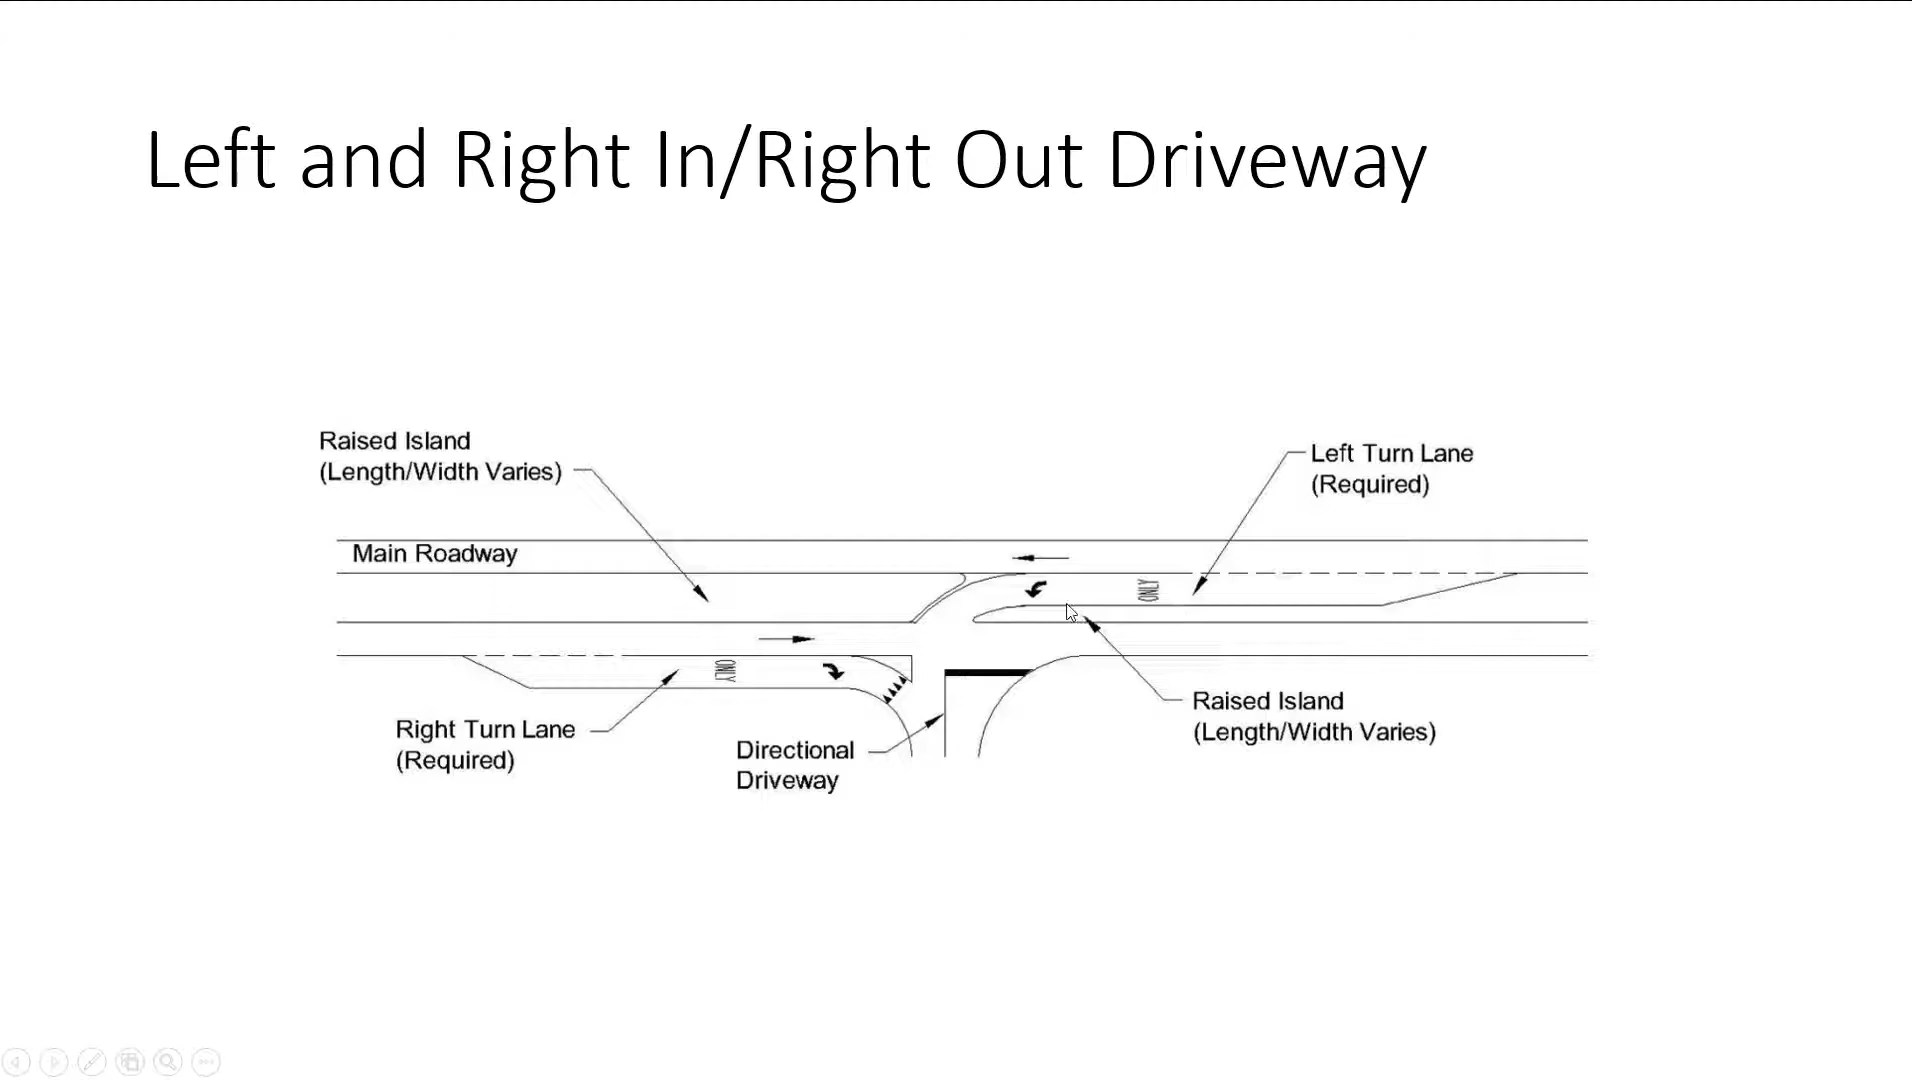 Left and Right In/Right Out Driveway
Raised Island
(Length/Width Varies)
Left Turn Lane
(Required)
Main Roadway
ONLY
ONLY
Right Turn Lane
(Required)
Directional
Driveway
Raised Island
(Length/Width Varies)